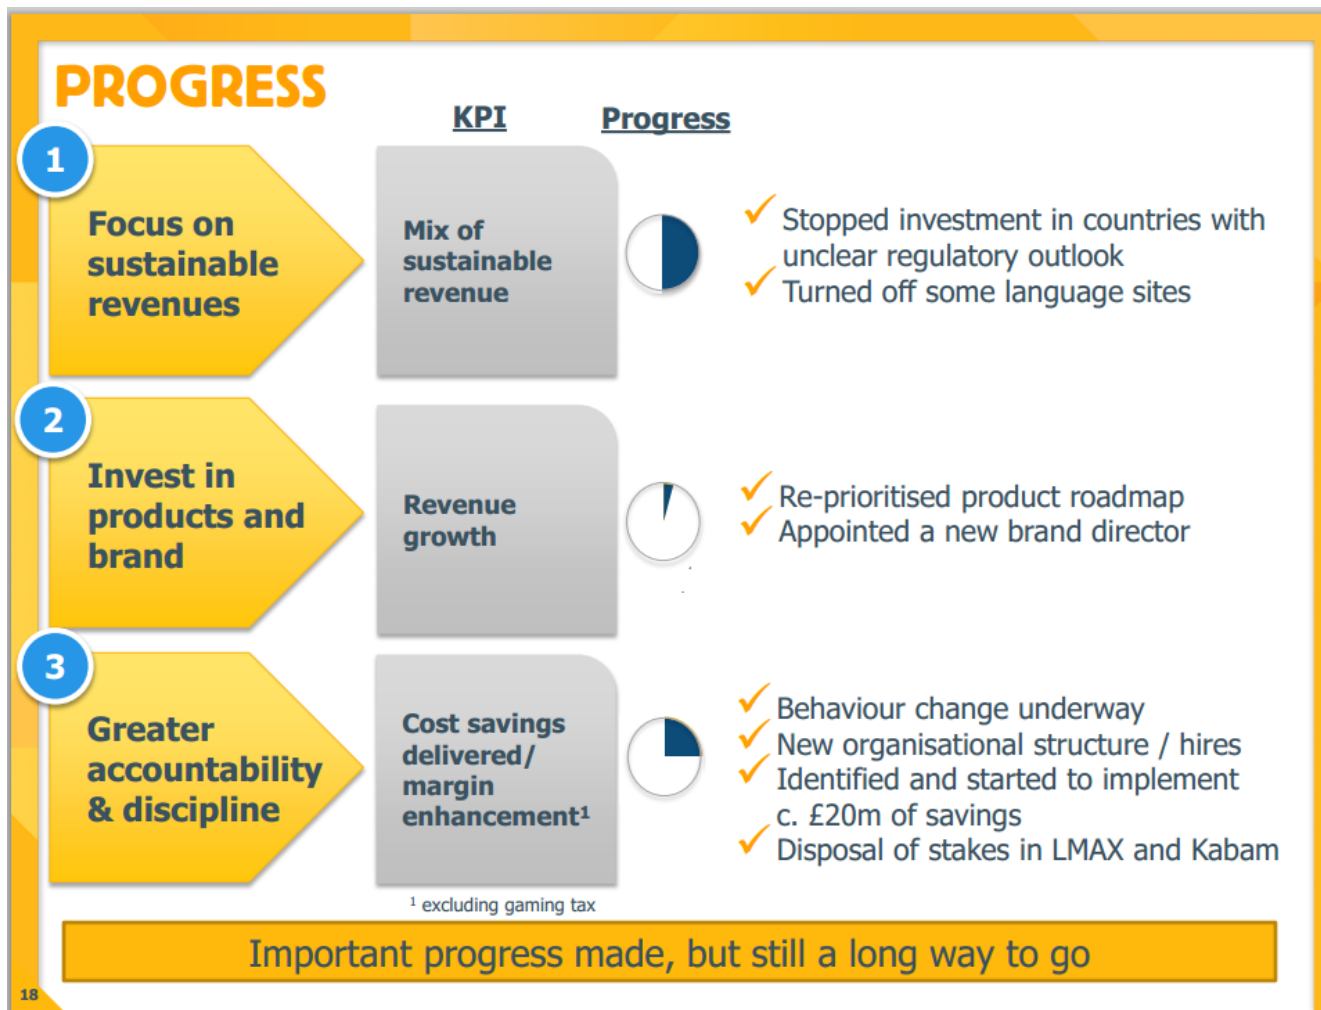 PROGRESS
KPI
Progress
1
Focus on
sustainable
revenues
Mix of
sustainable
revenue
✓ Stopped investment in countries with
unclear regulatory outlook
✓ Turned off some language sites
2
Invest in
products and
brand
Revenue
growth
✓ Re-prioritised product roadmap
✓ Appointed a new brand director
3
Greater
accountability
& discipline
Cost savings
delivered/
margin
enhancement¹
✓ Behaviour change underway
✓ New organisational structure / hires
✓ Identified and started to implement
c. £20m of savings
✓ Disposal of stakes in LMAX and Kabam
¹ excluding gaming tax
Important progress made, but still a long way to go
18